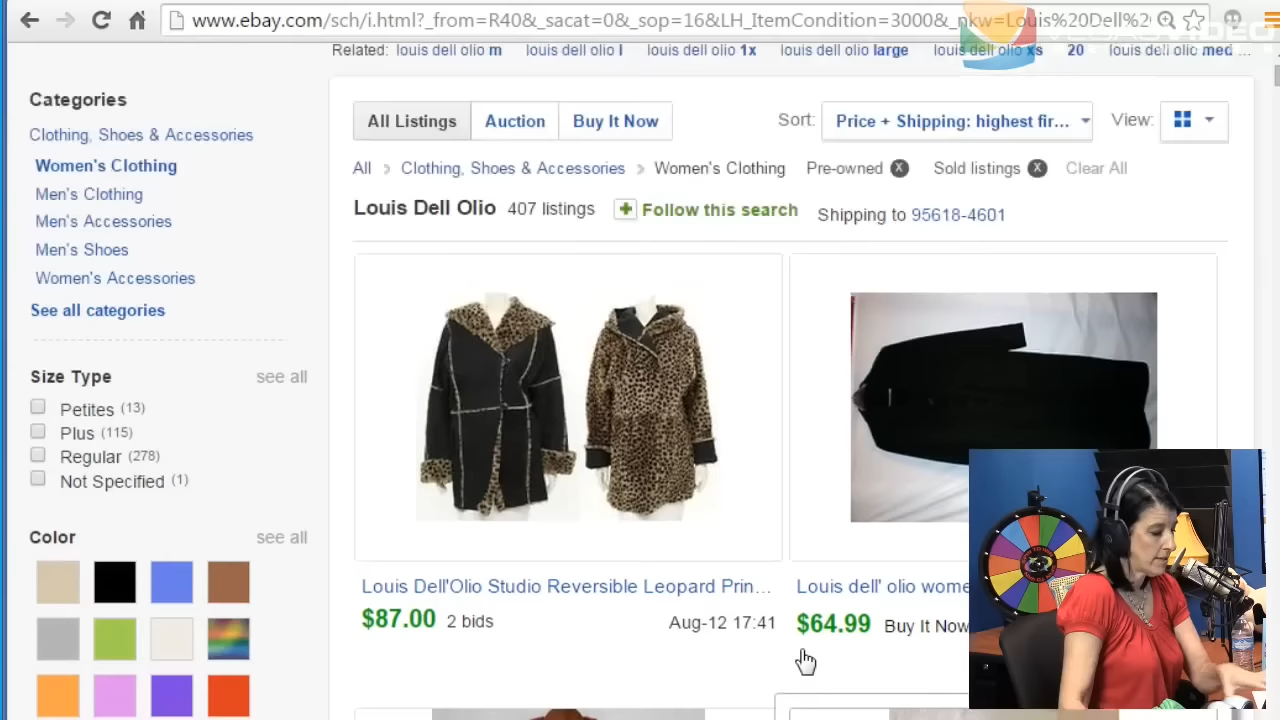 www.ebay.com/sch/i.html?_from=R40&_sacat=0&_sop=16&LH_ItemCondition=3000&_nkw=Louis%20Dell%2
Related: louis dell olio m louis dell olio l louis dell olio 1x louis dell olio large louis dell olio xs 20 louis dell olio med ...
Categories
Clothing, Shoes & Accessories
Women's Clothing
Men's Clothing
Men's Accessories
Men's Shoes
Women's Accessories
See all categories
Size Type see all
Petites (13)
Plus (115)
Regular (278)
Not Specified (1)
Color see all
All Listings Auction Buy It Now Sort: Price + Shipping: highest fir... View:
All > Clothing, Shoes & Accessories > Women's Clothing Pre-owned X Sold listings X Clear All
Louis Dell Olio 407 listings + Follow this search Shipping to 95618-4601
Louis Dell'Olio Studio Reversible Leopard Prin...
$87.00 2 bids Aug-12 17:41
Louis dell' olio wome
$64.99 Buy It Now